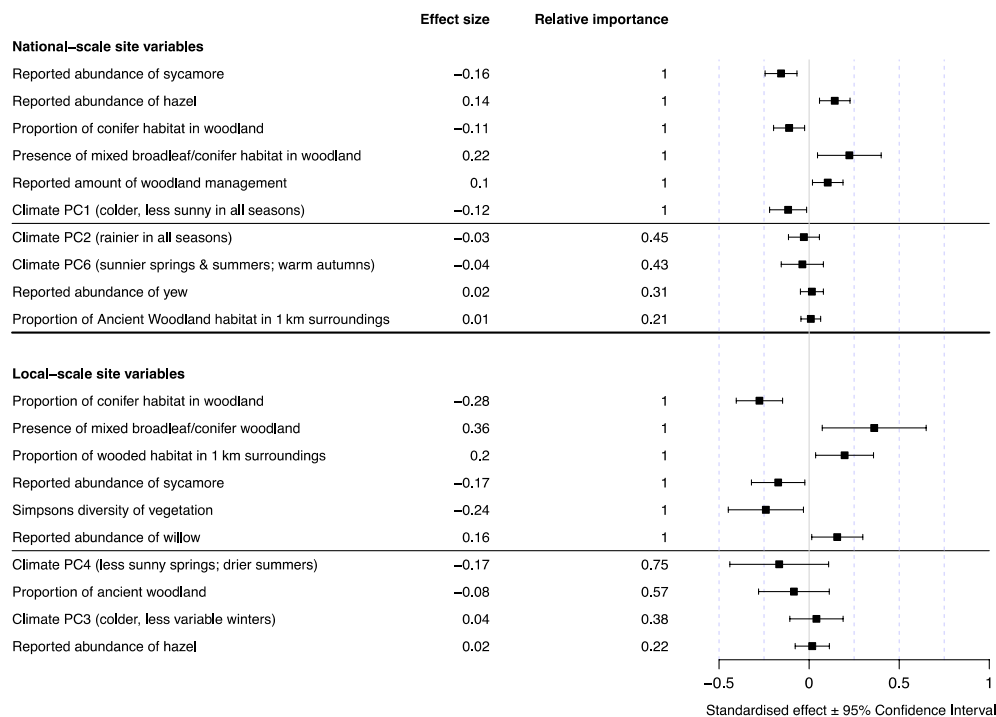 Effect size Relative importance
National–scale site variables
Reported abundance of sycamore −0.16 1
Reported abundance of hazel 0.14 1
Proportion of conifer habitat in woodland −0.11 1
Presence of mixed broadleaf/conifer habitat in woodland 0.22 1
Reported amount of woodland management 0.1 1
Climate PC1 (colder, less sunny in all seasons) −0.12 1
Climate PC2 (rainier in all seasons) −0.03 0.45
Climate PC6 (sunnier springs & summers; warm autumns) −0.04 0.43
Reported abundance of yew 0.02 0.31
Proportion of Ancient Woodland habitat in 1 km surroundings 0.01 0.21
Local–scale site variables
Proportion of conifer habitat in woodland −0.28 1
Presence of mixed broadleaf/conifer woodland 0.36 1
Proportion of wooded habitat in 1 km surroundings 0.2 1
Reported abundance of sycamore −0.17 1
Simpsons diversity of vegetation −0.24 1
Reported abundance of willow 0.16 1
Climate PC4 (less sunny springs; drier summers) −0.17 0.75
Proportion of ancient woodland −0.08 0.57
Climate PC3 (colder, less variable winters) 0.04 0.38
Reported abundance of hazel 0.02 0.22
−0.5 0 0.5 1
Standardised effect ± 95% Confidence Interval